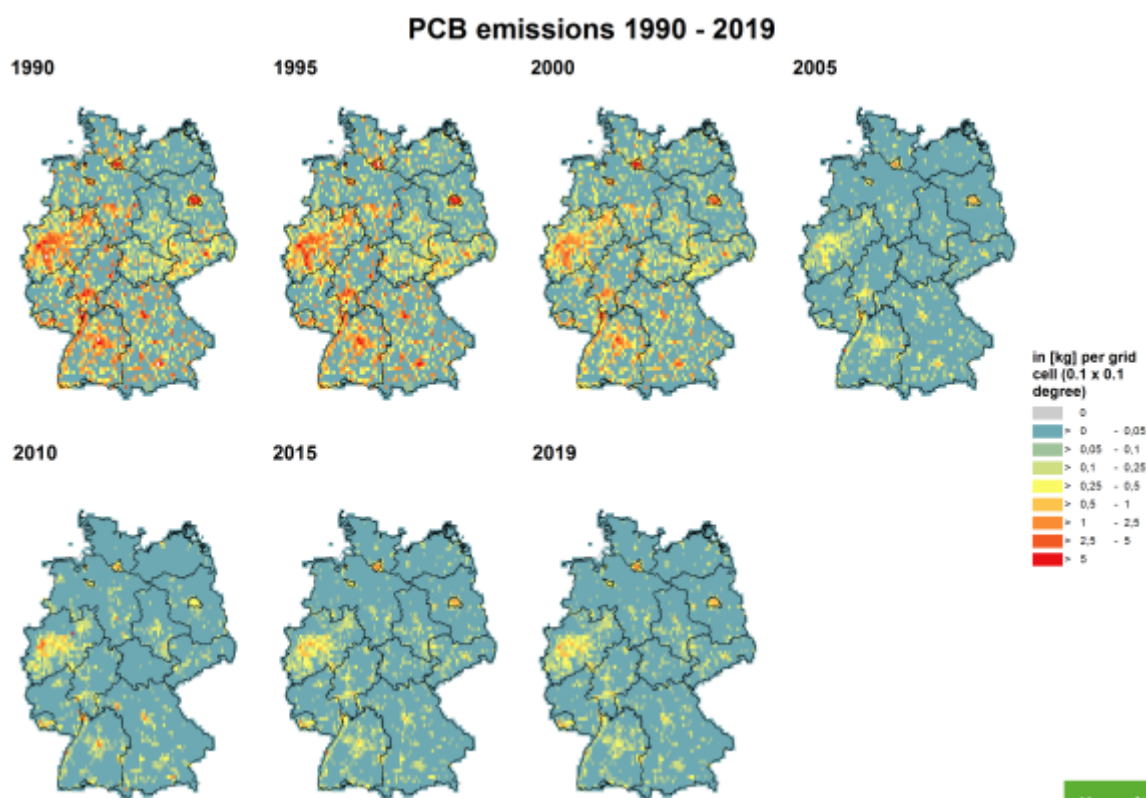 PCB emissions 1990 - 2019
1990
1995
2000
2005
in [kg] per grid
cell (0.1 x 0.1
degree)
0
> 0 - 0,05
> 0,05 - 0,1
> 0,1 - 0,25
> 0,25 - 0,5
> 0,5 - 1
> 1 - 2,5
> 2,5 - 5
> 5
2010
2015
2019